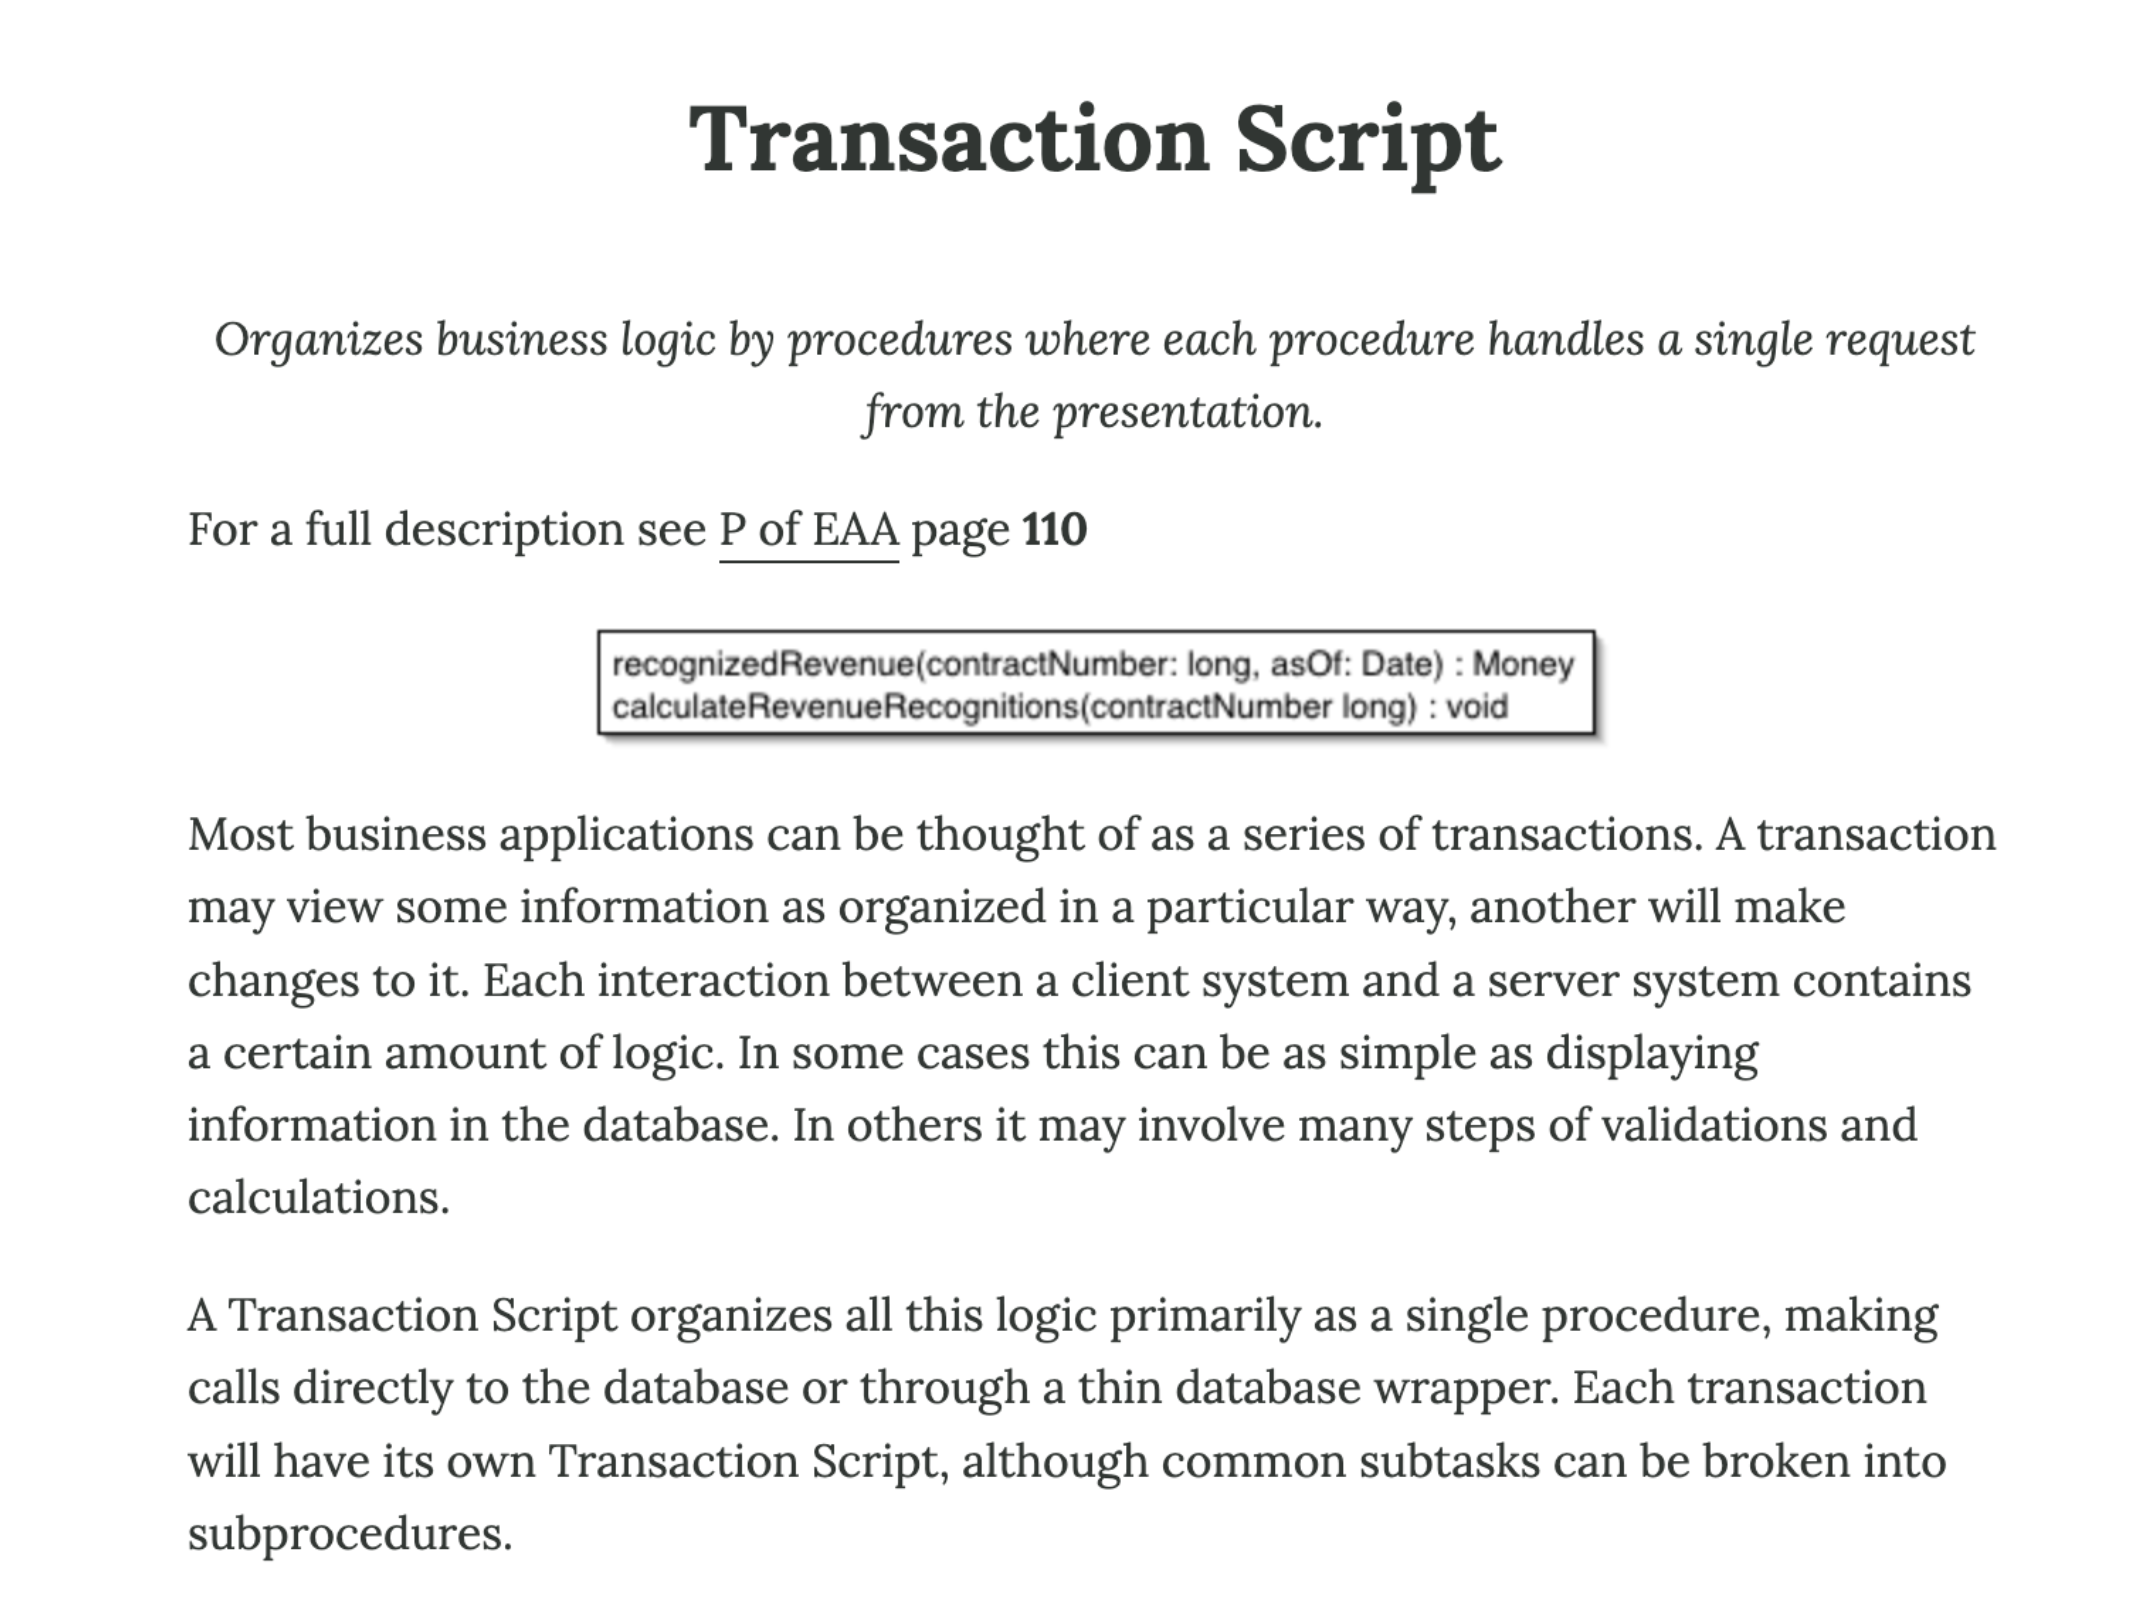 Transaction Script
Organizes business logic by procedures where each procedure handles a single request
from the presentation.
For a full description see P of EAA page 110
recognizedRevenue(contractNumber: long, asOf: Date) : Money
calculateRevenueRecognitions(contractNumber long) : void
Most business applications can be thought of as a series of transactions. A transaction
may view some information as organized in a particular way, another will make
changes to it. Each interaction between a client system and a server system contains
a certain amount of logic. In some cases this can be as simple as displaying
information in the database. In others it may involve many steps of validations and
calculations.
A Transaction Script organizes all this logic primarily as a single procedure, making
calls directly to the database or through a thin database wrapper. Each transaction
will have its own Transaction Script, although common subtasks can be broken into
subprocedures.